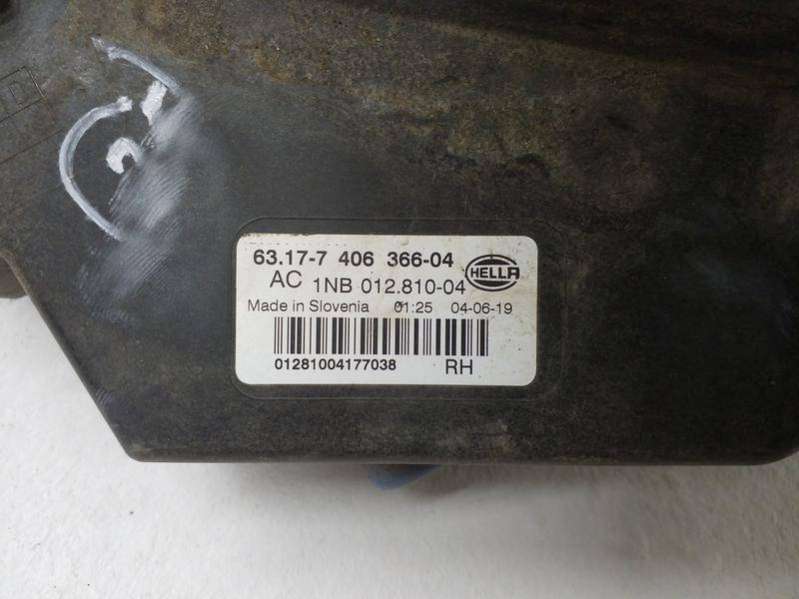 63.17-7 406 366-04
HELLA
AC 1NB 012.810-04
Made in Slovenia 01:25 04-06-19
01281004177038 RH